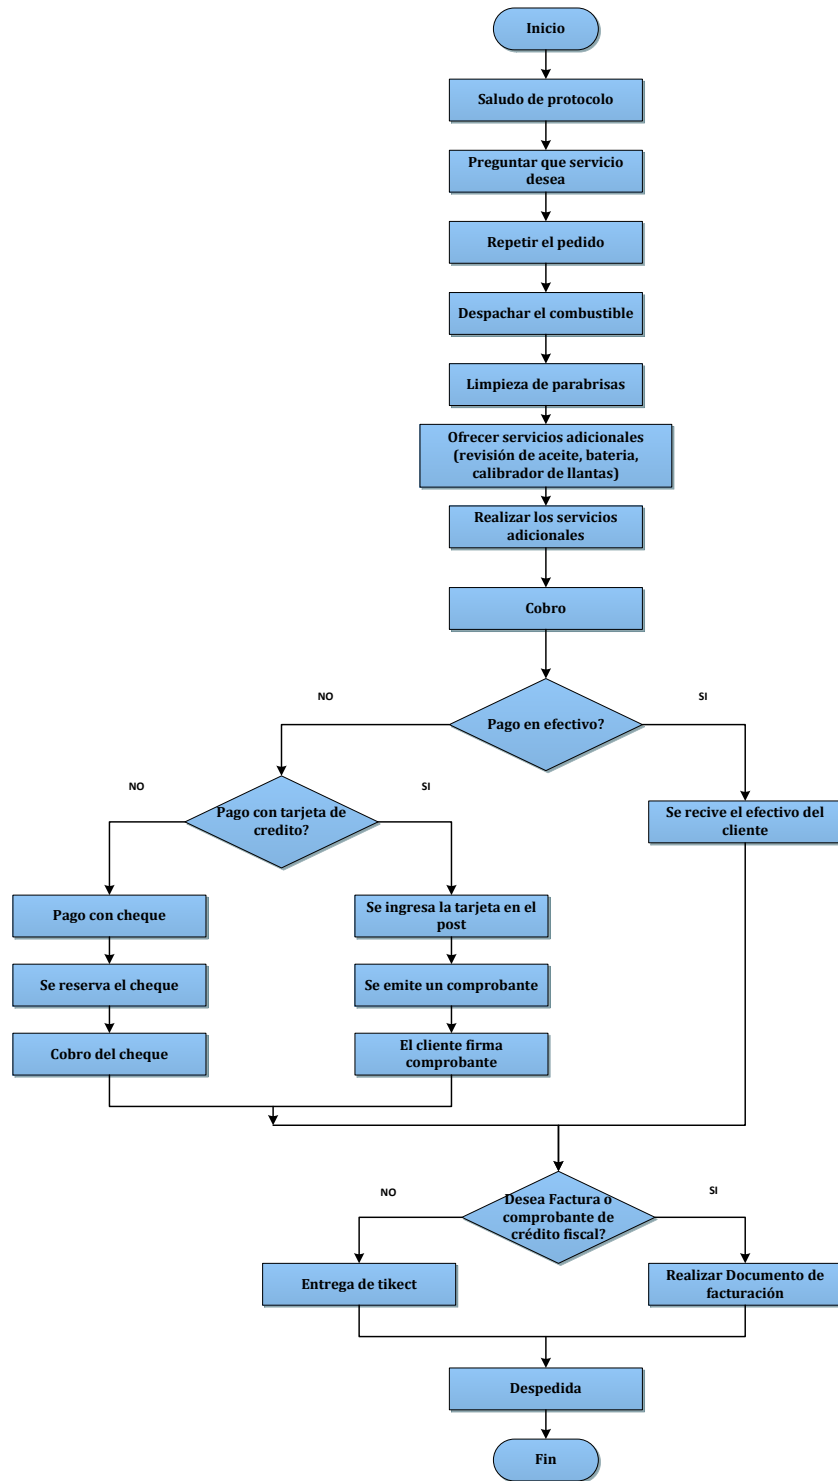 Inicio
Saludo de protocolo
Preguntar que servicio
desea
Repetir el pedido
Despachar el combustible
Limpieza de parabrisas
Ofrecer servicios adicionales
(revisión de aceite, bateria,
calibrador de llantas)
Realizar los servicios
adicionales
Cobro
NO
SI
Pago en efectivo?
NO
SI
Pago con tarjeta de
credito?
Se recive el efectivo del
cliente
Pago con cheque
Se ingresa la tarjeta en el
post
Se reserva el cheque
Se emite un comprobante
Cobro del cheque
El cliente firma
comprobante
NO
SI
Desea Factura o
comprobante de
crédito fiscal?
Entrega de tikect
Realizar Documento de
facturación
Despedida
Fin